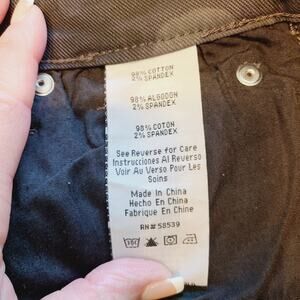 98% COTTON
2% SPANDEX
98% ALGODON
2% SPANDEX
98% COTON
2% SPANDEX
See Reverse for Care
Instrucciones Al Reverso
Voir Au Verso Pour Les
Soins
Made In China
Hecho En China
Fabrique En Chine
RN# 58539